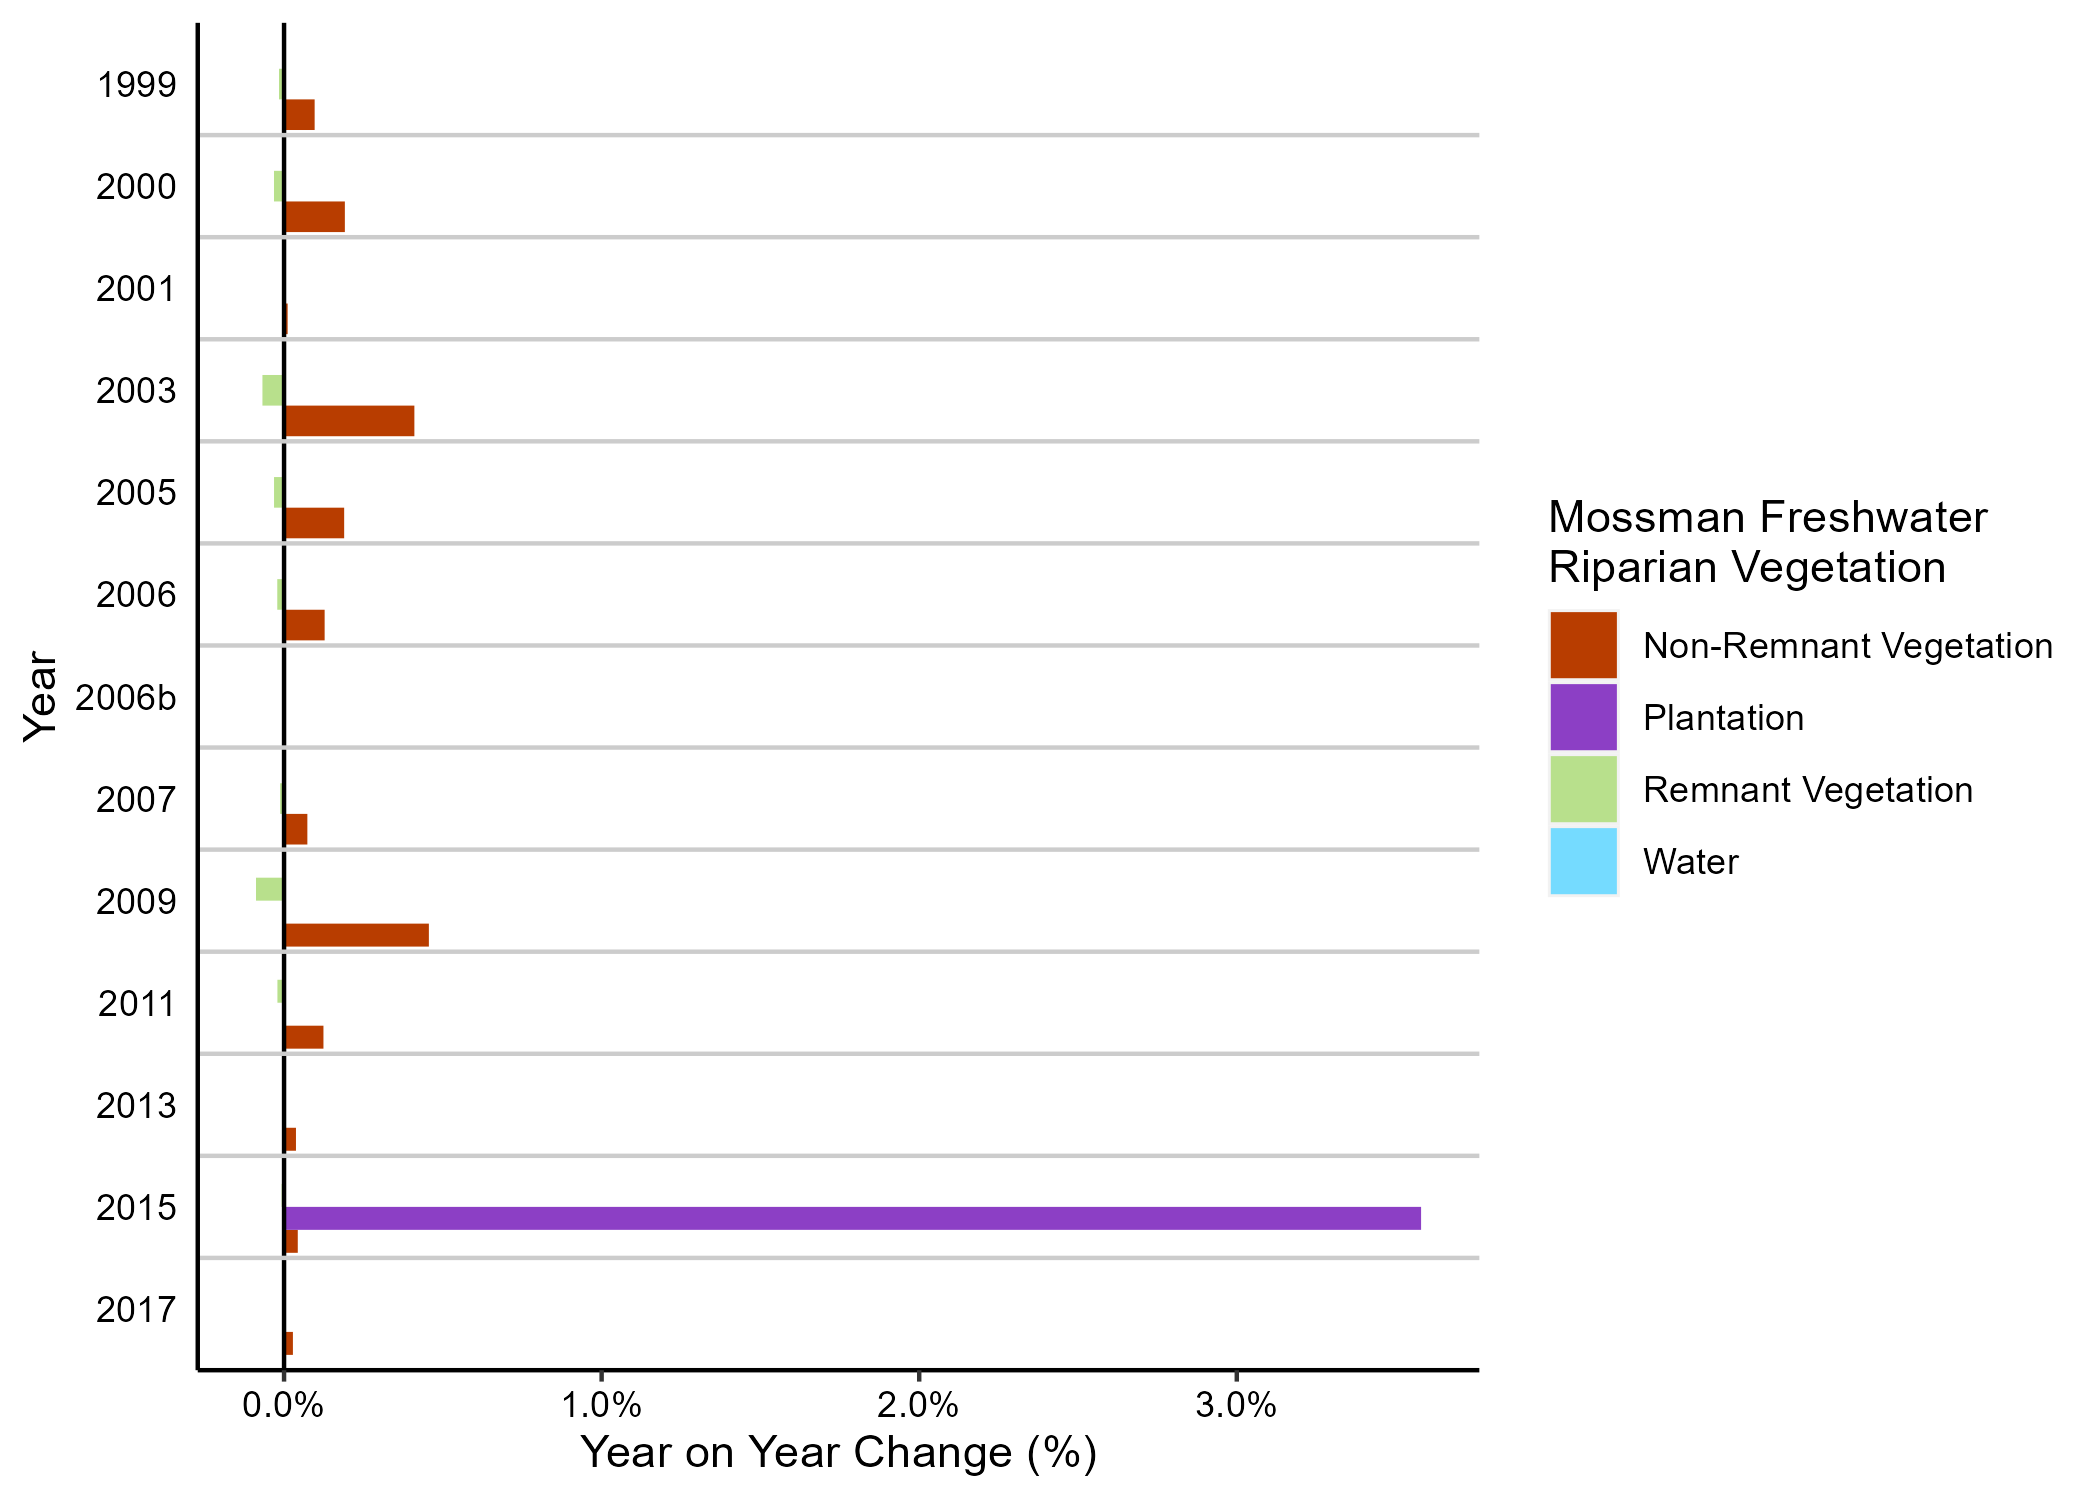 1999
2000
2001
2003
2005
2006
2006b
2007
2009
2011
2013
2015
2017
Year
0.0%
1.0%
2.0%
3.0%
Year on Year Change (%)
Mossman Freshwater
Riparian Vegetation
Non-Remnant Vegetation
Plantation
Remnant Vegetation
Water